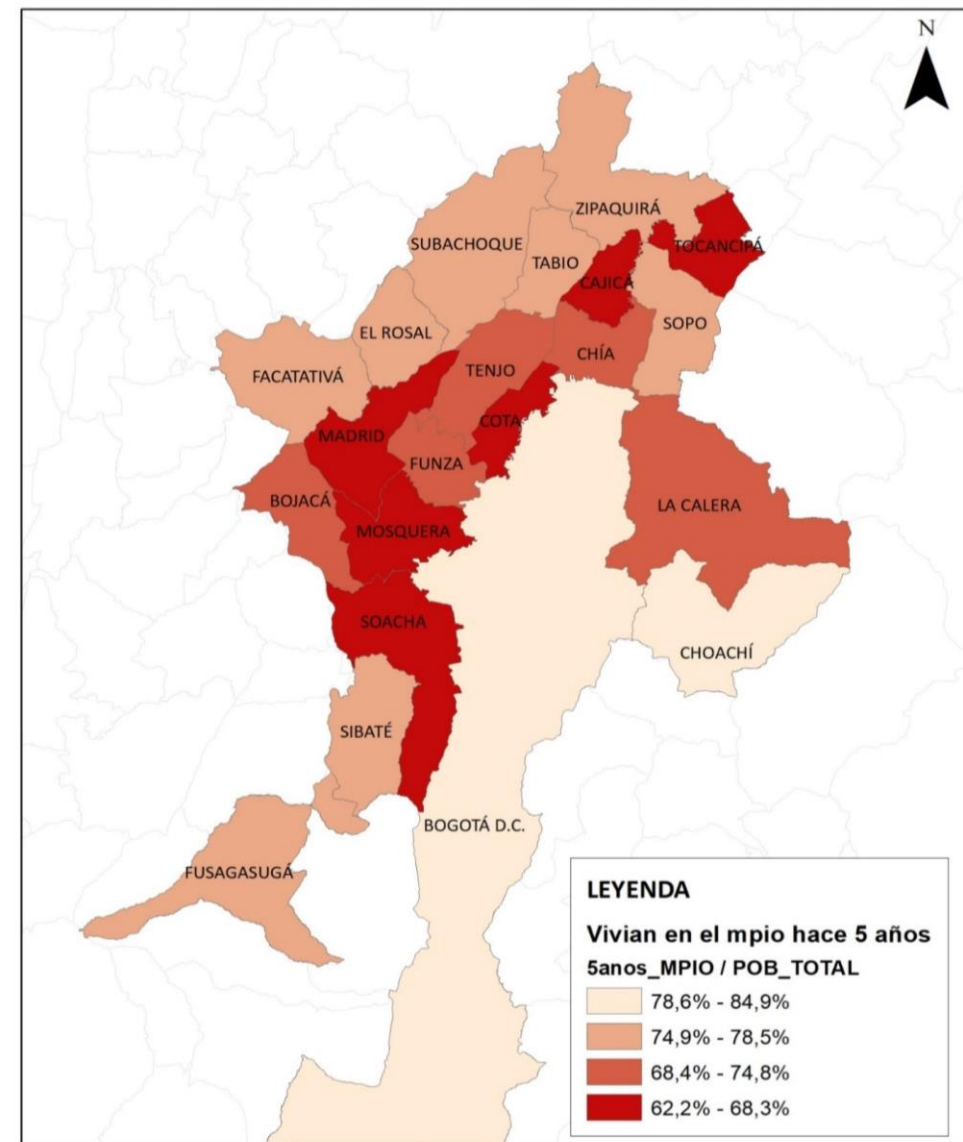 N
ZIPAQUIRÁ
SUBACHOQUE
TOCANCIPÁ
TABIO
CAJICÁ
SOPO
EL ROSAL
CHÍA
TENJO
FACATATIVÁ
COTA
MADRID
FUNZA
BOJACÁ
LA CALERA
MOSQUERA
SOACHA
CHOACHÍ
SIBATÉ
BOGOTÁ D.C.
FUSAGASUGÁ
LEYENDA
Vivian en el mpio hace 5 años
5anos_MPIO / POB_TOTAL
78,6% - 84,9%
74,9% - 78,5%
68,4% - 74,8%
62,2% - 68,3%